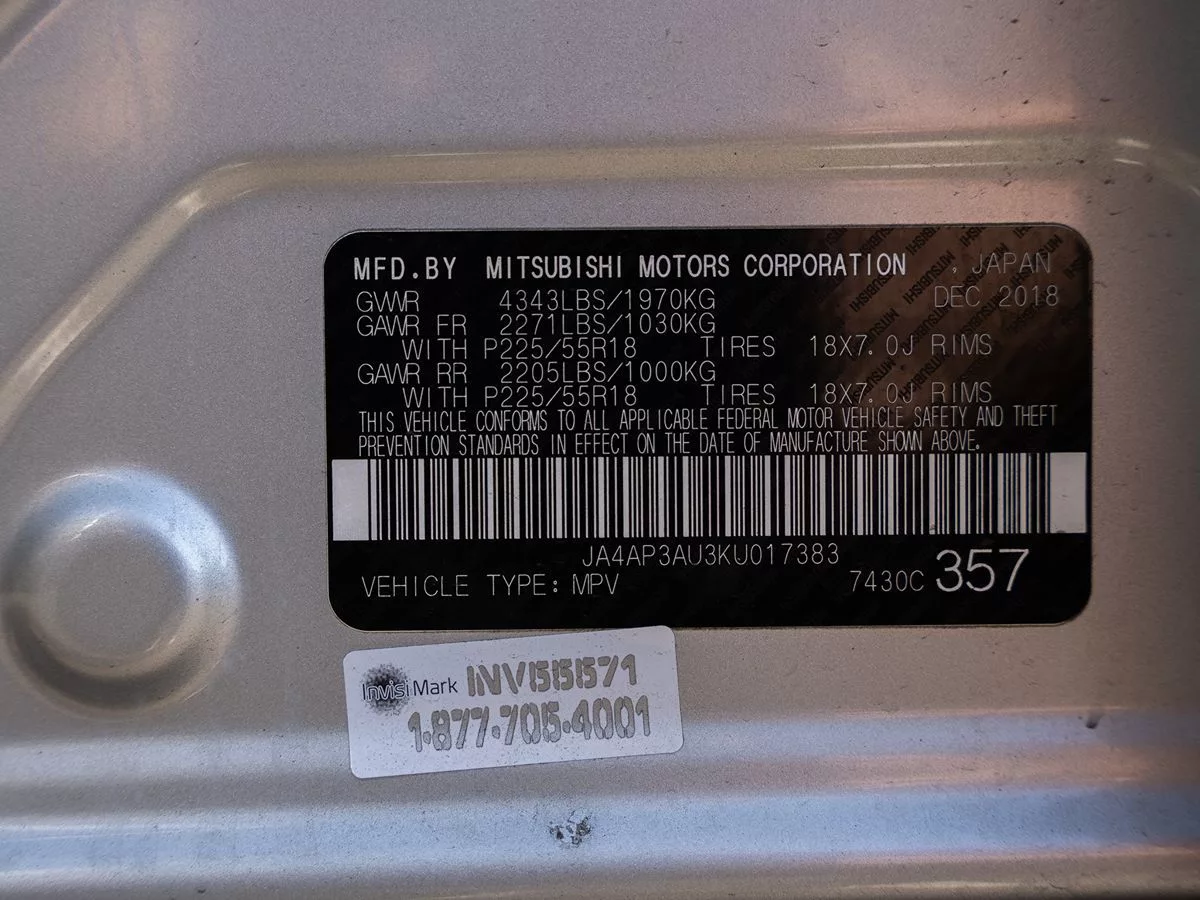 MFD.BY MITSUBISHI MOTORS CORPORATION , JAPAN
GVWR 4343LBS/1970KG DEC 2018
GAWR FR 2271LBS/1030KG
WITH P225/55R18 TIRES 18X7.0J RIMS
GAWR RR 2205LBS/1000KG
WITH P225/55R18 TIRES 18X7.0J RIMS
THIS VEHICLE CONFORMS TO ALL APPLICABLE FEDERAL MOTOR VEHICLE SAFETY AND THEFT
PREVENTION STANDARDS IN EFFECT ON THE DATE OF MANUFACTURE SHOWN ABOVE.
JA4AP3AU3KU017383
VEHICLE TYPE: MPV 7430C 357
InvisiMark INV55571
1-877-705-4001